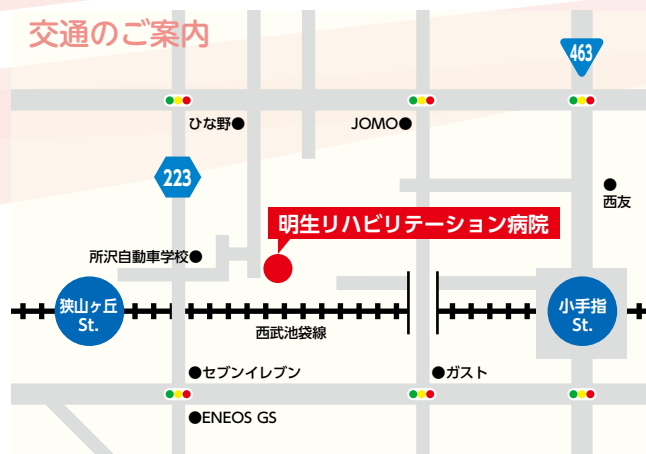 交通のご案内
463
ひな野●
JOMO●
223
西友
明生リハビリテーション病院
所沢自動車学校●
狭山ヶ丘
St.
小手指
St.
西武池袋線
●セブンイレブン
●ガスト
●ENEOS GS